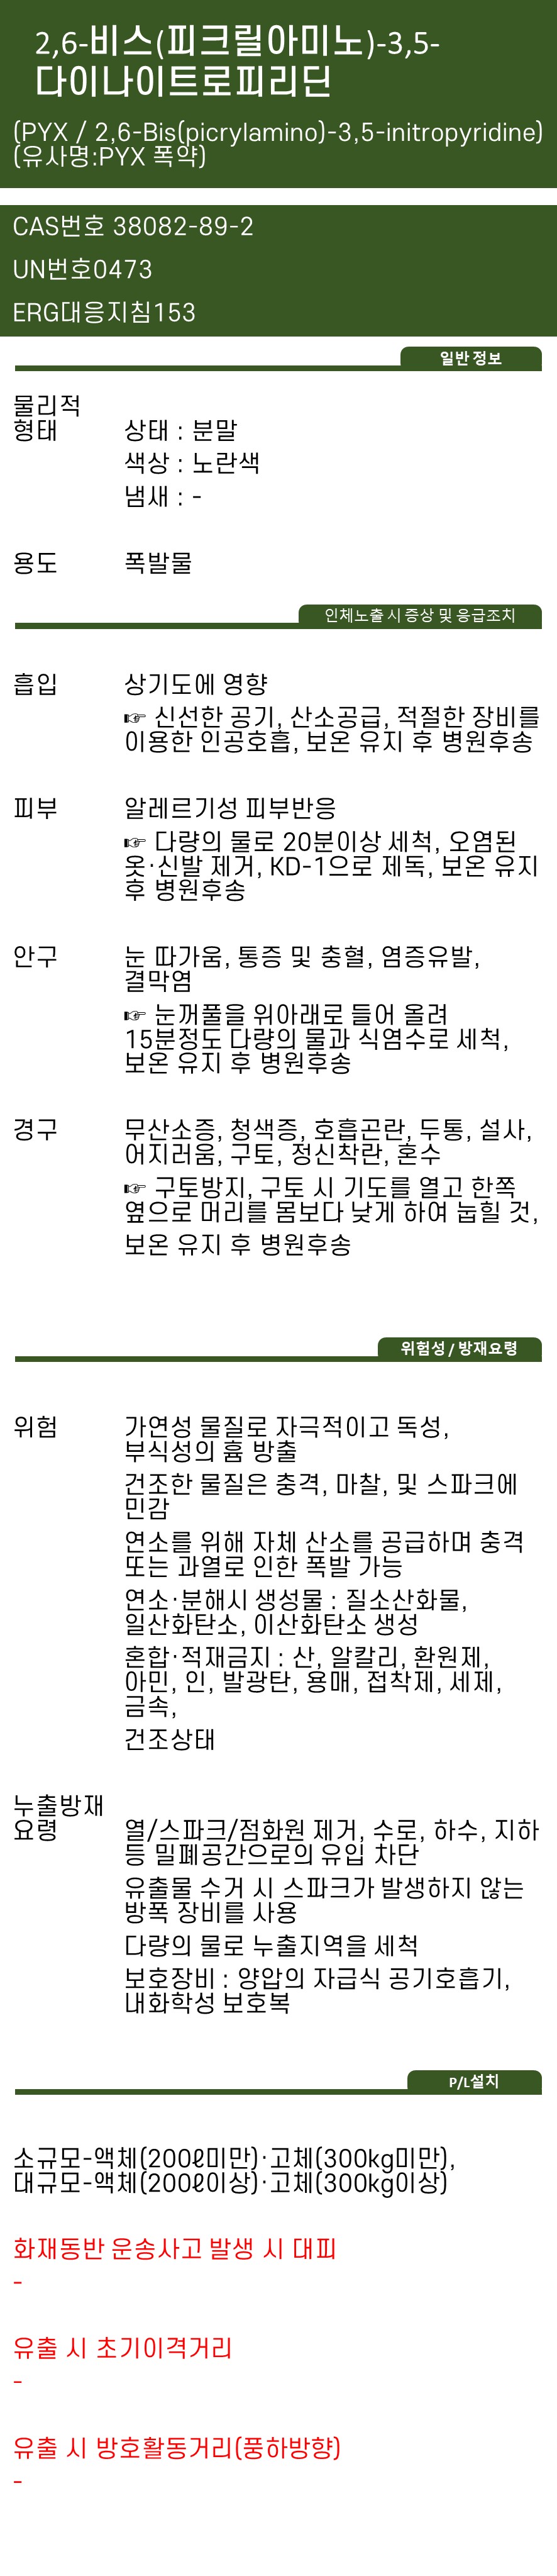 2,6-비스(피크릴아미노)-3,5-
다이나이트로피리딘
(PYX / 2,6-Bis(picrylamino)-3,5-initropyridine)
(유사명:PYX 폭약)
CAS번호 38082-89-2
UN번호0473
ERG대응지침153
일반 정보
물리적
형태
상태 : 분말
색상 : 노란색
냄새 : -
용도
폭발물
인체노출 시 증상 및 응급조치
흡입
상기도에 영향
☞ 신선한 공기, 산소공급, 적절한 장비를
이용한 인공호흡, 보온 유지 후 병원후송
피부
알레르기성 피부반응
☞ 다량의 물로 20분이상 세척, 오염된
옷·신발 제거, KD-1으로 제독, 보온 유지
후 병원후송
안구
눈 따가움, 통증 및 충혈, 염증유발,
결막염
☞ 눈꺼풀을 위아래로 들어 올려
15분정도 다량의 물과 식염수로 세척,
보온 유지 후 병원후송
경구
무산소증, 청색증, 호흡곤란, 두통, 설사,
어지러움, 구토, 정신착란, 혼수
☞ 구토방지, 구토 시 기도를 열고 한쪽
옆으로 머리를 몸보다 낮게 하여 눕힐 것,
보온 유지 후 병원후송
위험성 / 방재요령
위험
가연성 물질로 자극적이고 독성,
부식성의 흄 방출
건조한 물질은 충격, 마찰, 및 스파크에
민감
연소를 위해 자체 산소를 공급하며 충격
또는 과열로 인한 폭발 가능
연소·분해시 생성물 : 질소산화물,
일산화탄소, 이산화탄소 생성
혼합·적재금지 : 산, 알칼리, 환원제,
아민, 인, 발광탄, 용매, 접착제, 세제,
금속,
건조상태
누출방재
요령
열/스파크/점화원 제거, 수로, 하수, 지하
등 밀폐공간으로의 유입 차단
유출물 수거 시 스파크가 발생하지 않는
방폭 장비를 사용
다량의 물로 누출지역을 세척
보호장비 : 양압의 자급식 공기호흡기,
내화학성 보호복
P/L설치
소규모-액체(200ℓ미만)·고체(300kg미만),
대규모-액체(200ℓ이상)·고체(300kg이상)
화재동반 운송사고 발생 시 대피
-
유출 시 초기이격거리
-
유출 시 방호활동거리(풍하방향)
-